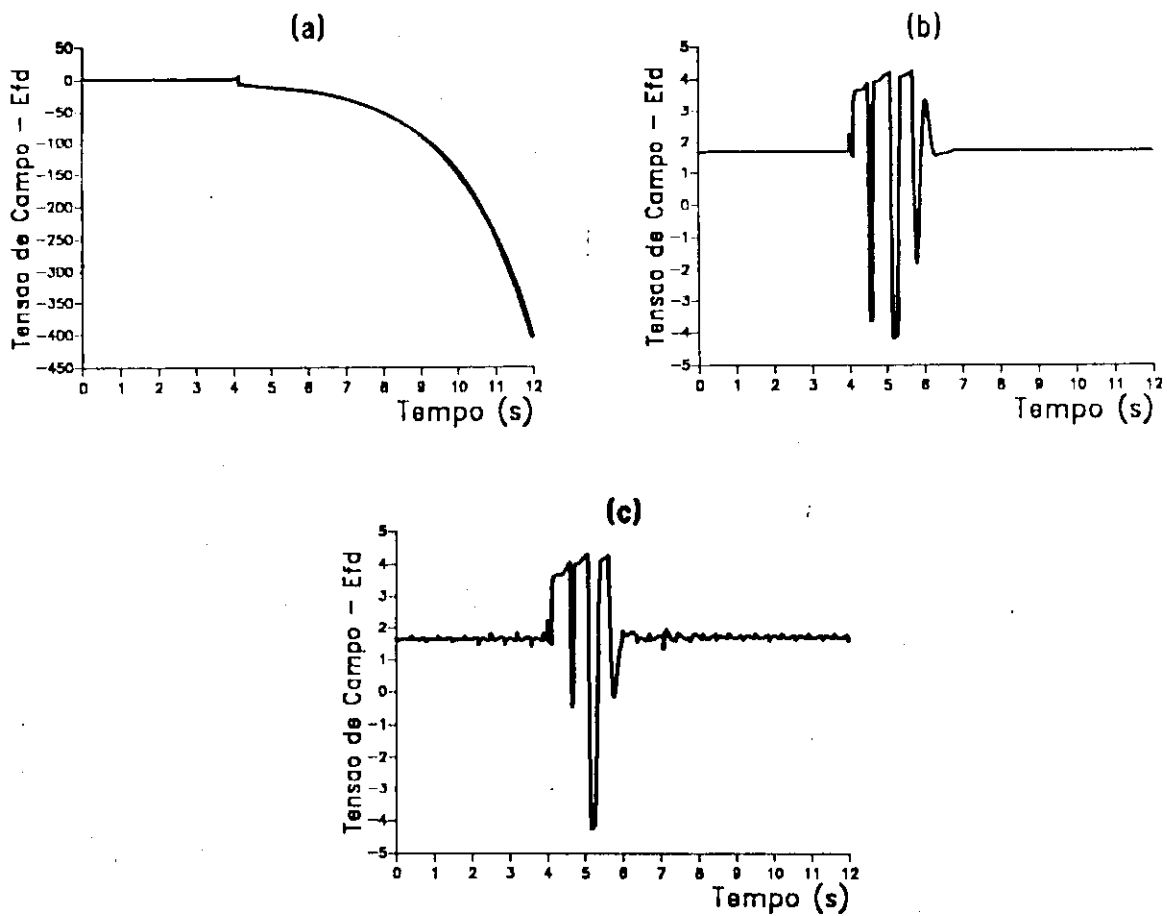 (a)
50
0
-50
-100
-150
-200
-250
-300
-350
-400
-450
Tensao de Campo - Efd
0 1 2 3 4 5 6 7 8 9 10 11 12
Tempo (s)
(b)
5
4
3
2
1
0
-1
-2
-3
-4
-5
Tensao de Campo - Efd
0 1 2 3 4 5 6 7 8 9 10 11 12
Tempo (s)
(c)
5
4
3
2
1
0
-1
-2
-3
-4
-5
Tensao de Campo - Efd
0 1 2 3 4 5 6 7 8 9 10 11 12
Tempo (s)